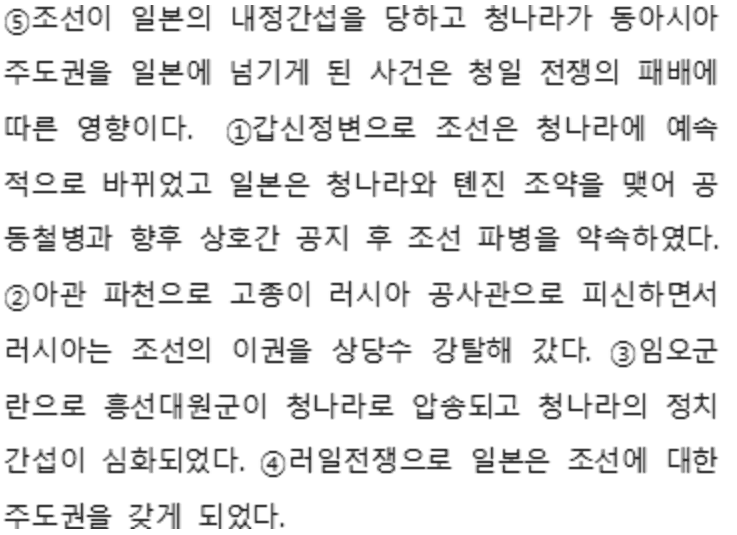 ⑤조선이 일본의 내정간섭을 당하고 청나라가 동아시아
주도권을 일본에 넘기게 된 사건은 청일 전쟁의 패배에
따른 영향이다. ①갑신정변으로 조선은 청나라에 예속
적으로 바뀌었고 일본은 청나라와 톈진 조약을 맺어 공
동철병과 향후 상호간 공지 후 조선 파병을 약속하였다.
②아관 파천으로 고종이 러시아 공사관으로 피신하면서
러시아는 조선의 이권을 상당수 강탈해 갔다. ③임오군
란으로 흥선대원군이 청나라로 압송되고 청나라의 정치
간섭이 심화되었다. ④러일전쟁으로 일본은 조선에 대한
주도권을 갖게 되었다.